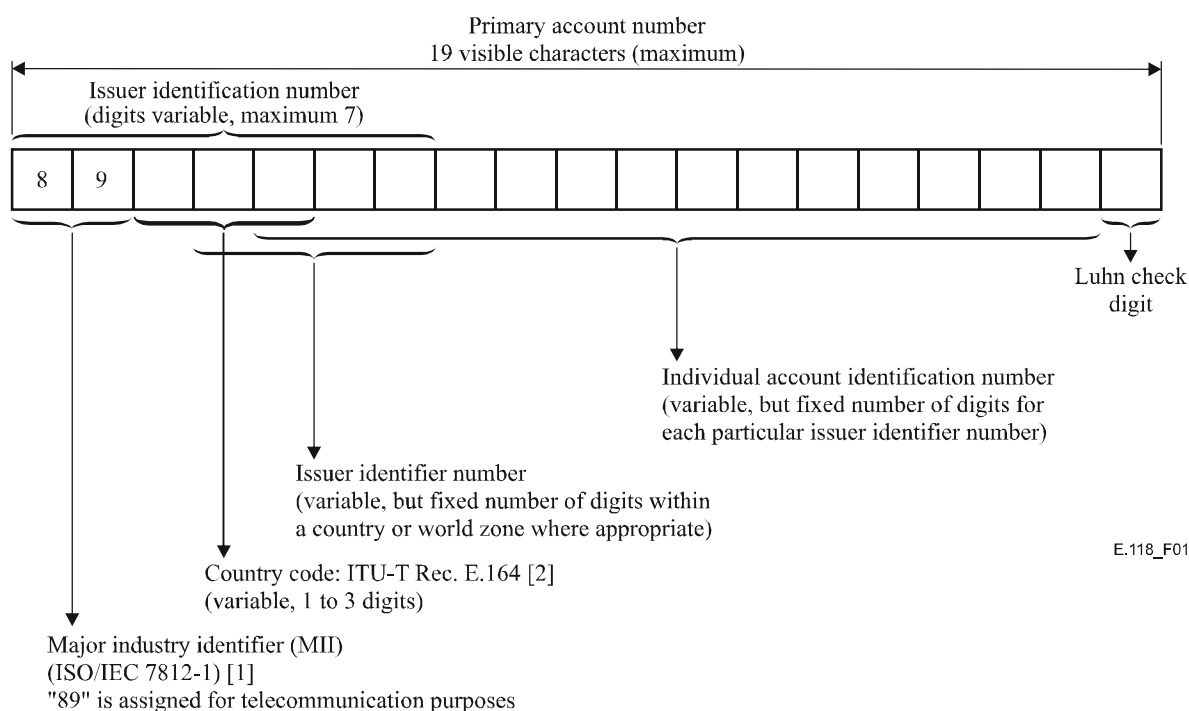 Primary account number
19 visible characters (maximum)
Issuer identification number
(digits variable, maximum 7)
8 9
Luhn check
digit
Individual account identification number
(variable, but fixed number of digits for
each particular issuer identifier number)
Issuer identifier number
(variable, but fixed number of digits within
a country or world zone where appropriate)
E.118_F01
Country code: ITU-T Rec. E.164 [2]
(variable, 1 to 3 digits)
Major industry identifier (MII)
(ISO/IEC 7812-1) [1]
"89" is assigned for telecommunication purposes